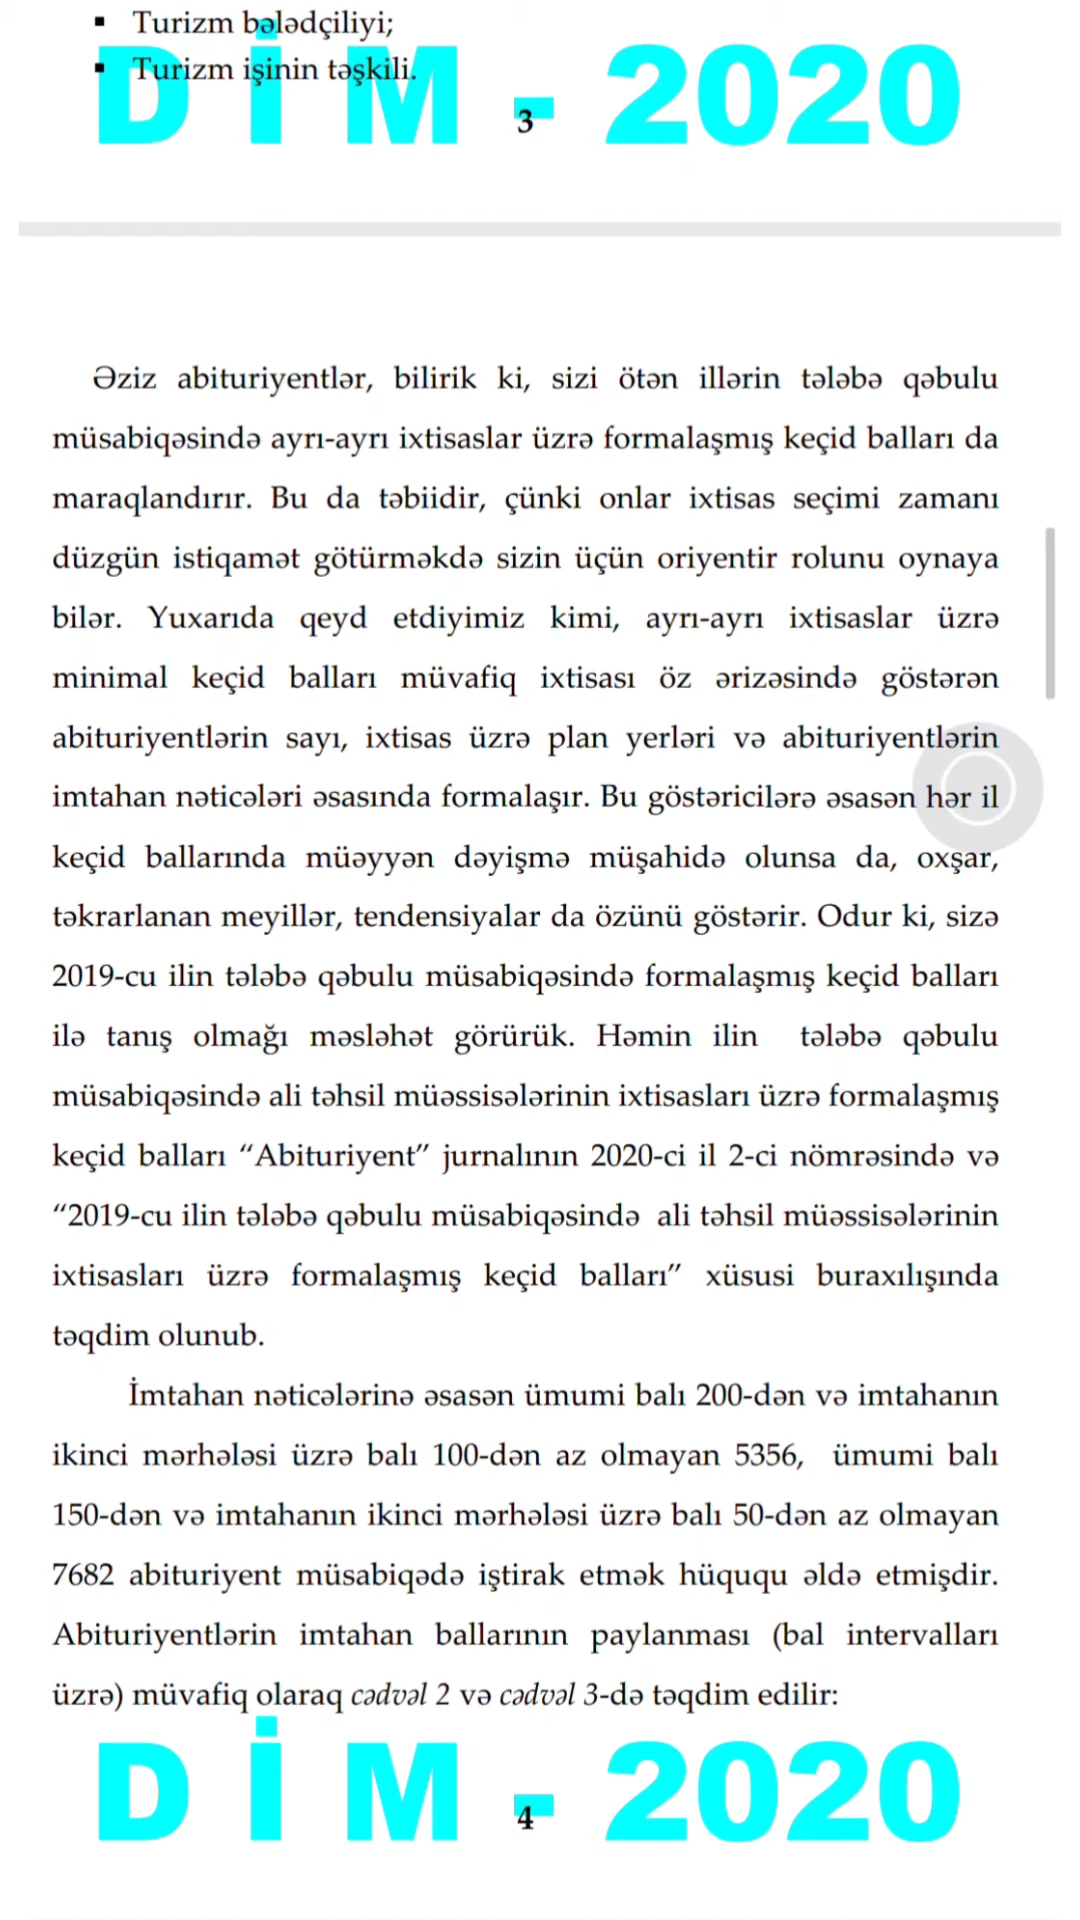 ▪ Turizm bələdçiliyi;
▪ Turizm işinin təşkili.
DİM - 2020
3
Əziz abituriyentlər, bilirik ki, sizi ötən illərin tələbə qəbulu
müsabiqəsində ayrı-ayrı ixtisaslar üzrə formalaşmış keçid balları da
maraqlandırır. Bu da təbiidir, çünki onlar ixtisas seçimi zamanı
düzgün istiqamət götürməkdə sizin üçün oriyentir rolunu oynaya
bilər. Yuxarıda qeyd etdiyimiz kimi, ayrı-ayrı ixtisaslar üzrə
minimal keçid balları müvafiq ixtisası öz ərizəsində göstərən
abituriyentlərin sayı, ixtisas üzrə plan yerləri və abituriyentlərin
imtahan nəticələri əsasında formalaşır. Bu göstəricilərə əsasən hər il
keçid ballarında müəyyən dəyişmə müşahidə olunsa da, oxşar,
təkrarlanan meyillər, tendensiyalar da özünü göstərir. Odur ki, sizə
2019-cu ilin tələbə qəbulu müsabiqəsində formalaşmış keçid balları
ilə tanış olmağı məsləhət görürük. Həmin ilin tələbə qəbulu
müsabiqəsində ali təhsil müəssisələrinin ixtisasları üzrə formalaşmış
keçid balları “Abituriyent” jurnalının 2020-ci il 2-ci nömrəsində və
“2019-cu ilin tələbə qəbulu müsabiqəsində ali təhsil müəssisələrinin
ixtisasları üzrə formalaşmış keçid balları” xüsusi buraxılışında
təqdim olunub.
İmtahan nəticələrinə əsasən ümumi balı 200-dən və imtahanın
ikinci mərhələsi üzrə balı 100-dən az olmayan 5356, ümumi balı
150-dən və imtahanın ikinci mərhələsi üzrə balı 50-dən az olmayan
7682 abituriyent müsabiqədə iştirak etmək hüququ əldə etmişdir.
Abituriyentlərin imtahan ballarının paylanması (bal intervalları
üzrə) müvafiq olaraq cədvəl 2 və cədvəl 3-də təqdim edilir:
DİM - 2020
4